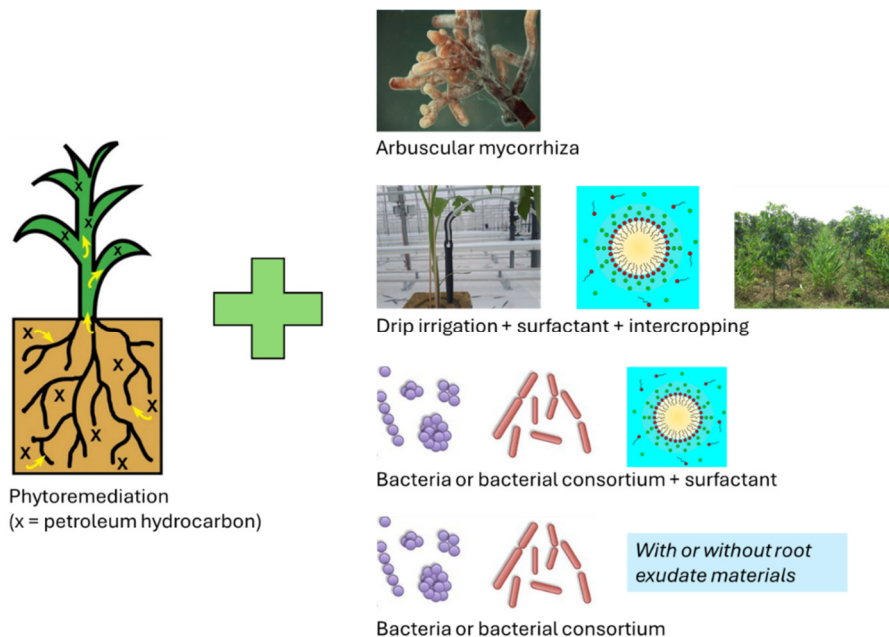 Arbuscular mycorrhiza
Drip irrigation + surfactant + intercropping
X
X
X
X
X
X
X
X
X
X
X
X
Bacteria or bacterial consortium + surfactant
Phytoremediation
(x = petroleum hydrocarbon)
With or without root
exudate materials
Bacteria or bacterial consortium